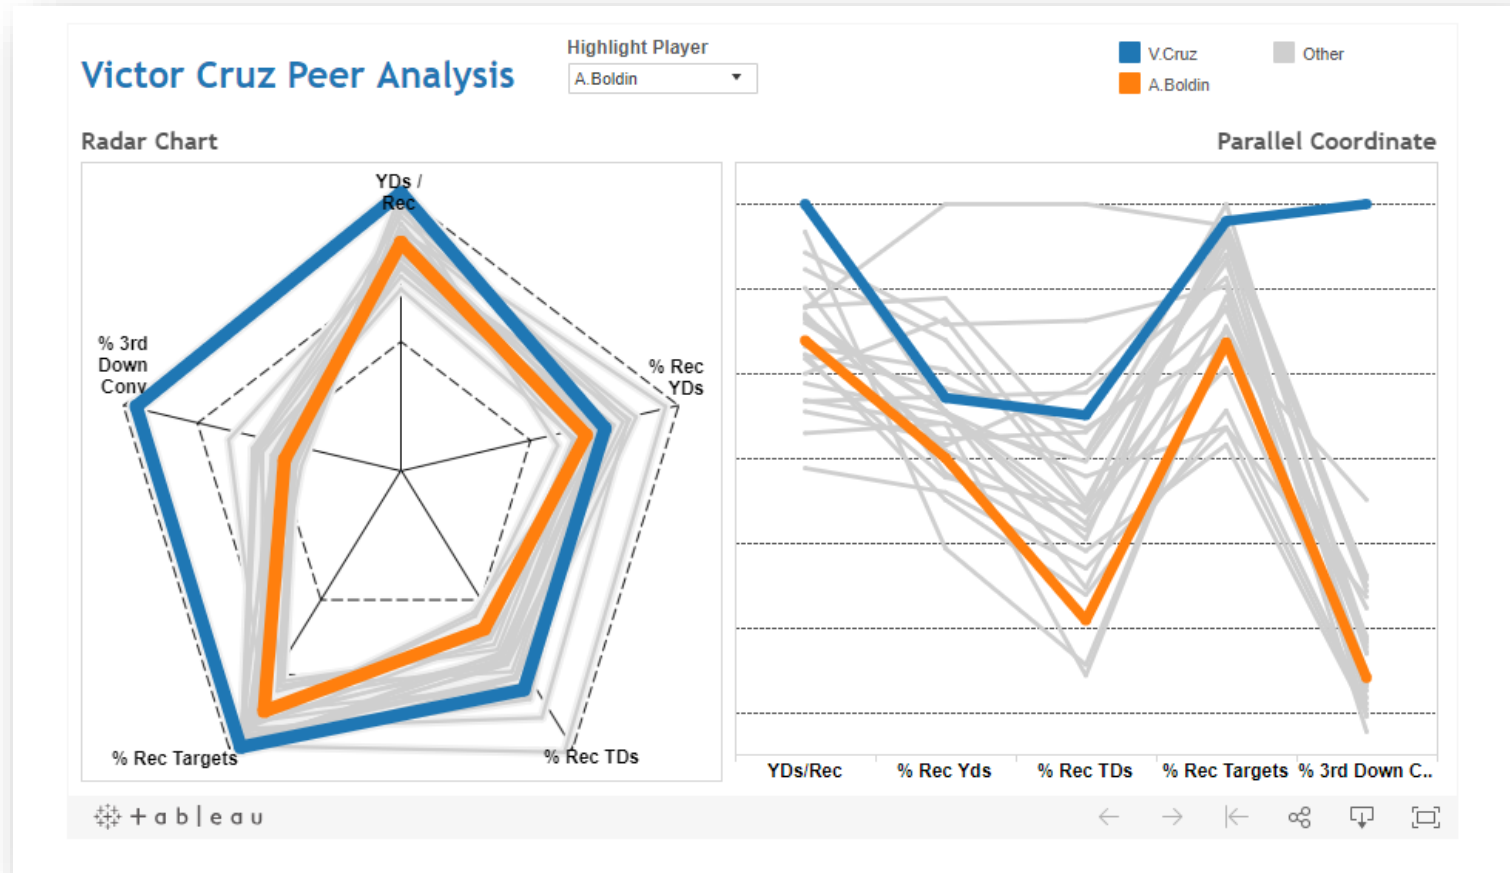 Victor Cruz Peer Analysis
Highlight Player
A.Boldin
V.Cruz
Other
A.Boldin
Radar Chart
Parallel Coordinate
YDs /
Rec
% 3rd
Down
Conv
% Rec
YDs
% Rec Targets
% Rec TDs
YDs/Rec
% Rec Yds
% Rec TDs
% Rec Targets
% 3rd Down C..
+ a b l e a u